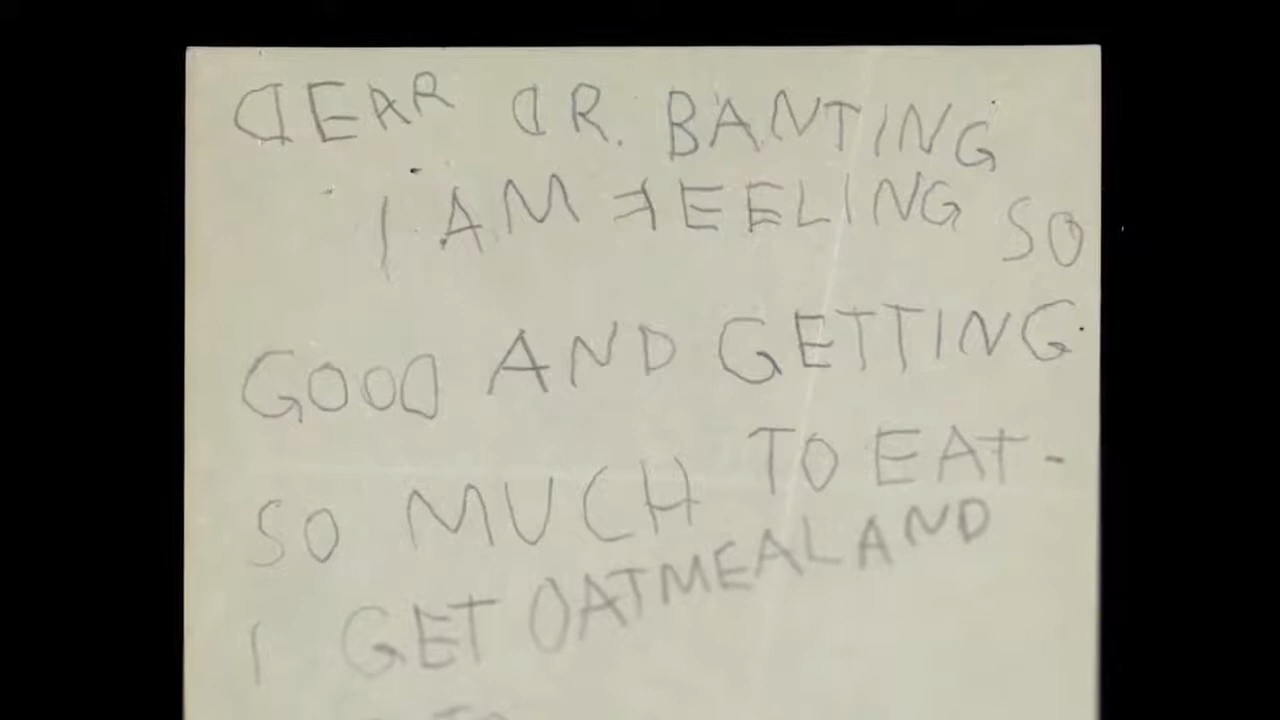 DEAR DR. BANTING
I AM FEELING SO
GOOD AND GETTING
SO MUCH TO EAT-
I GET OATMEAL AND